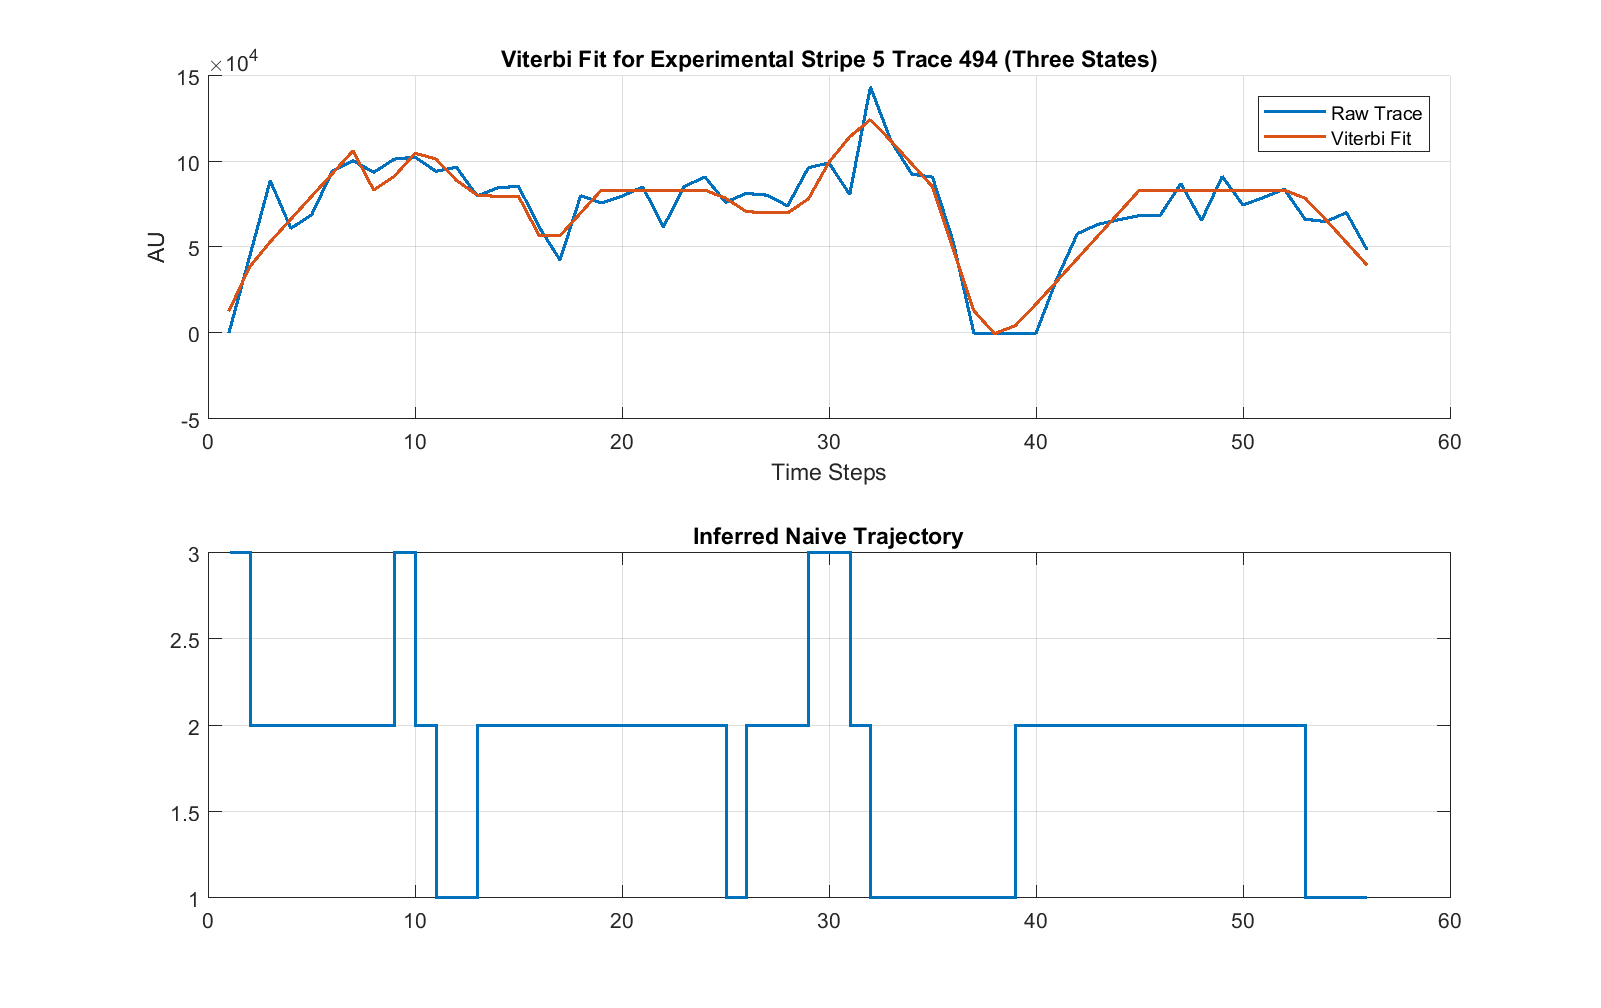 Viterbi Fit for Experimental Stripe 5 Trace 494 (Three States)
×10^4
15
10
5
0
-5
AU
0 10 20 30 40 50 60
Time Steps
Raw Trace
Viterbi Fit
Inferred Naive Trajectory
3
2.5
2
1.5
1
0 10 20 30 40 50 60